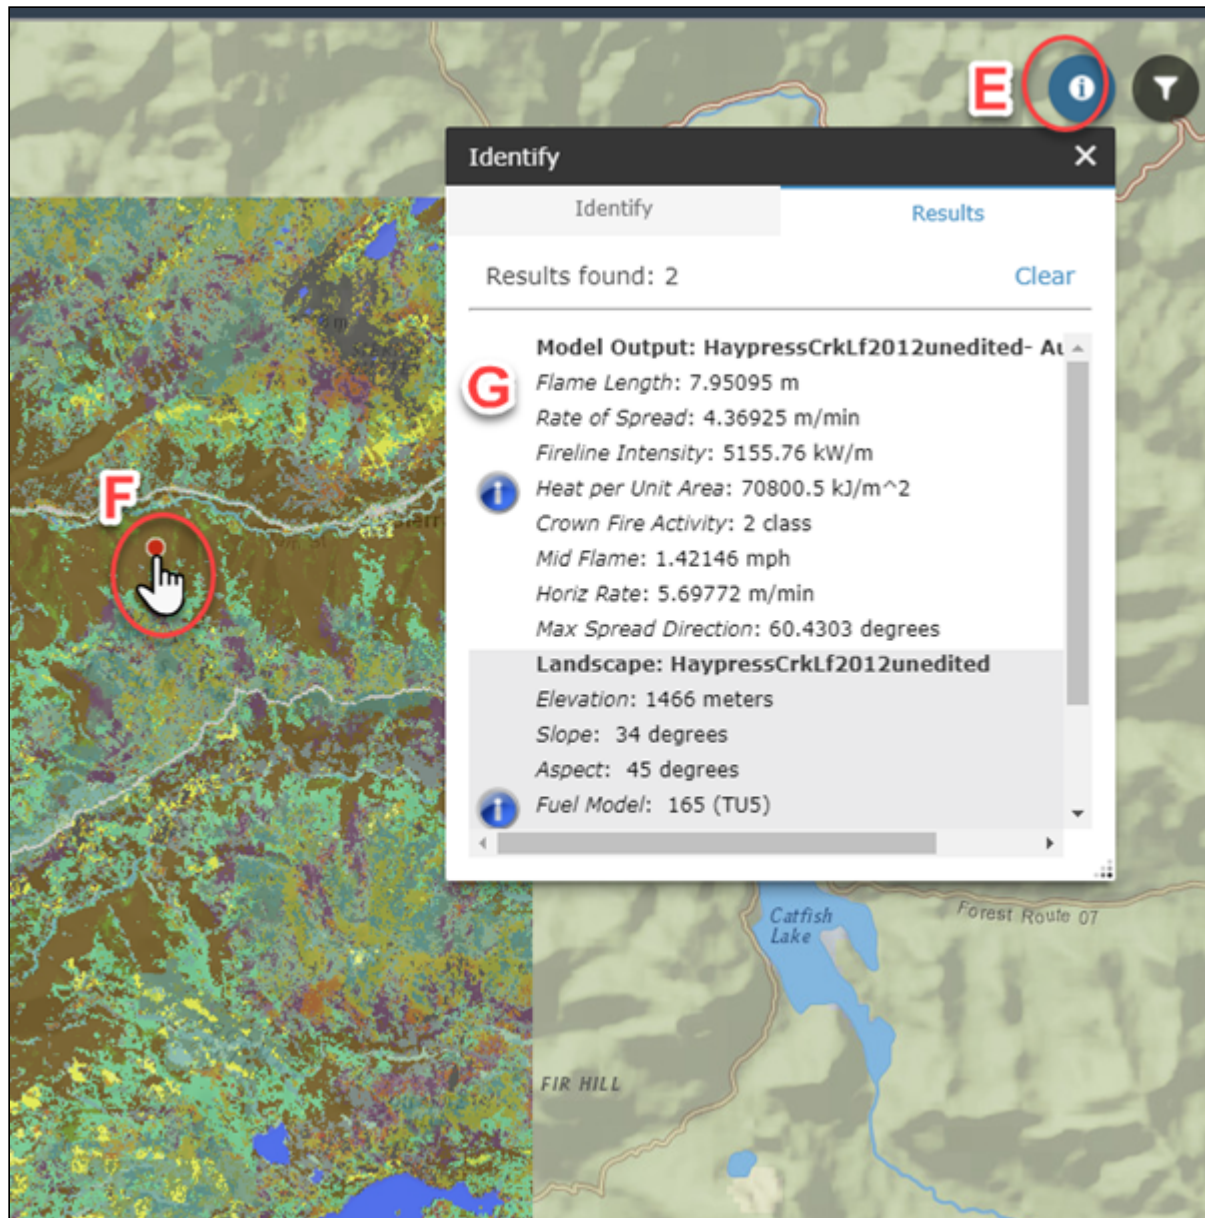 E
Identify
Identify
Results
Results found: 2
Clear
G
Model Output: HaypressCrkLf2012unedited- Au
Flame Length: 7.95095 m
Rate of Spread: 4.36925 m/min
Fireline Intensity: 5155.76 kW/m
Heat per Unit Area: 70800.5 kJ/m^2
Crown Fire Activity: 2 class
Mid Flame: 1.42146 mph
Horiz Rate: 5.69772 m/min
Max Spread Direction: 60.4303 degrees
Landscape: HaypressCrkLf2012unedited
Elevation: 1466 meters
Slope: 34 degrees
Aspect: 45 degrees
Fuel Model: 165 (TU5)
F
Catfish
Lake
Forest Route 07
FIR HILL